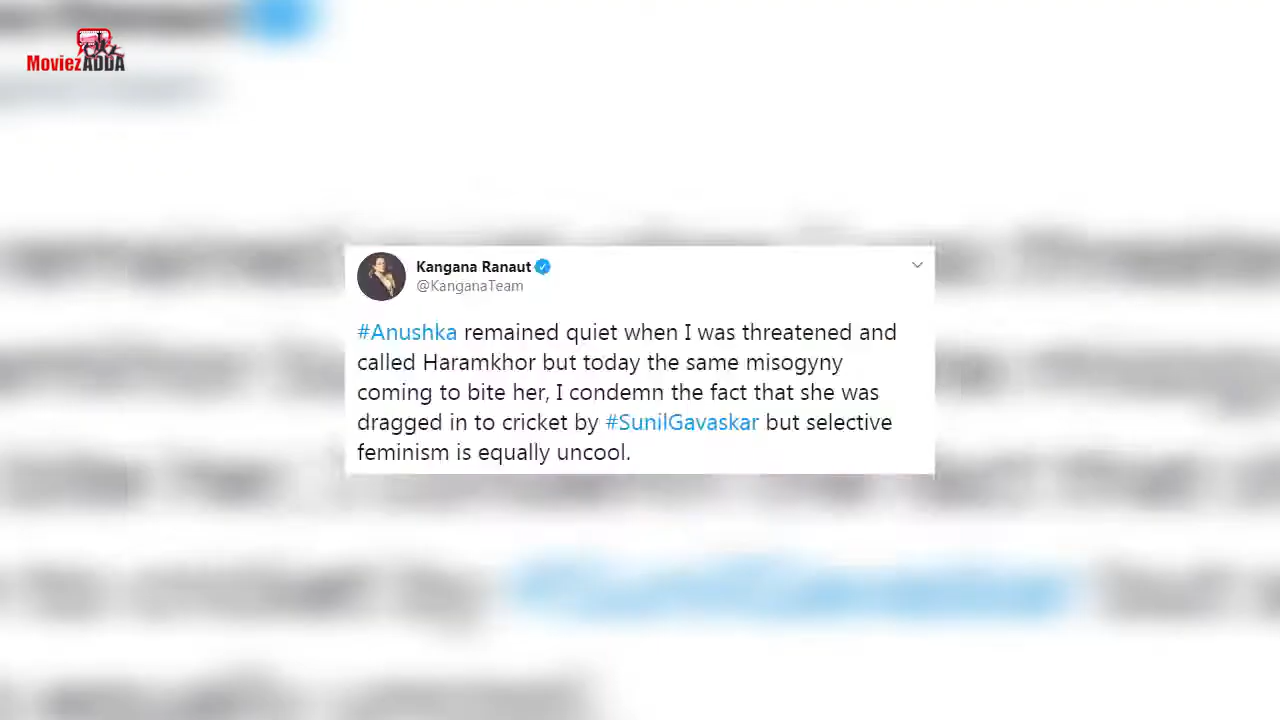 MoviezADDA
Kangana Ranaut
@KanganaTeam
#Anushka remained quiet when I was threatened and
called Haramkhor but today the same misogyny
coming to bite her, I condemn the fact that she was
dragged in to cricket by #SunilGavaskar but selective
feminism is equally uncool.